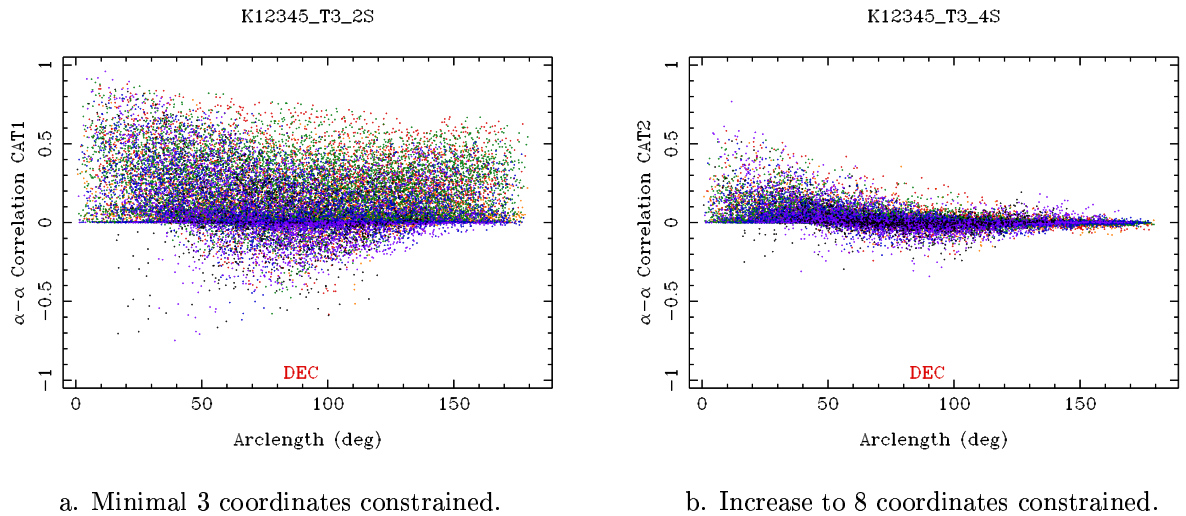 K12345_T3_2S
α−α Correlation CAT1
1
0.5
0
−0.5
−1
DEC
0 50 100 150
Arclength (deg)
a. Minimal 3 coordinates constrained.
K12345_T3_4S
α−α Correlation CAT2
1
0.5
0
−0.5
−1
DEC
0 50 100 150
Arclength (deg)
b. Increase to 8 coordinates constrained.